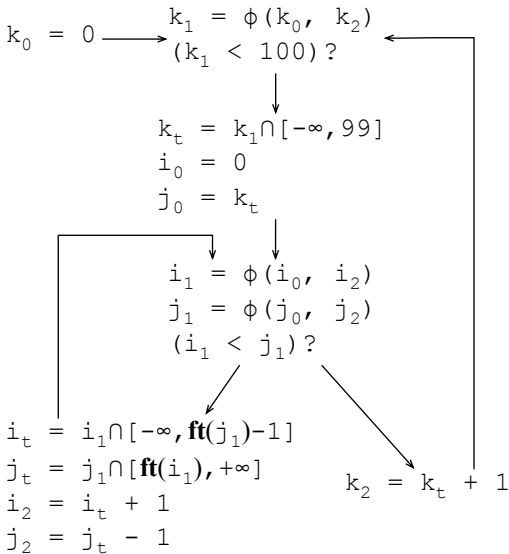 k₀ = 0
k₁ = ϕ(k₀, k₂)
(k₁ < 100)?
kₜ = k₁∩[-∞,99]
i₀ = 0
j₀ = kₜ
i₁ = ϕ(i₀, i₂)
j₁ = ϕ(j₀, j₂)
(i₁ < j₁)?
iₜ = i₁∩[-∞,ft(j₁)-1]
jₜ = j₁∩[ft(i₁),+∞]
i₂ = iₜ + 1
j₂ = jₜ - 1
k₂ = kₜ + 1